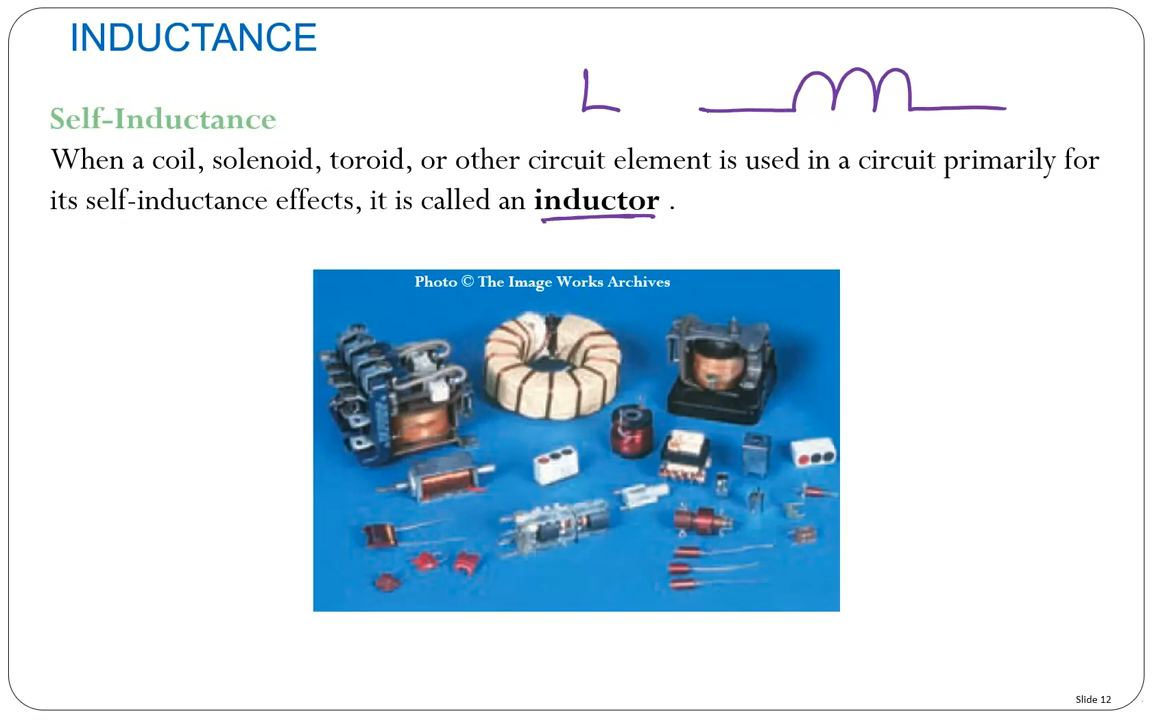 INDUCTANCE
L
Self-Inductance
When a coil, solenoid, toroid, or other circuit element is used in a circuit primarily for
its self-inductance effects, it is called an inductor .
Photo © The Image Works Archives
Slide 12